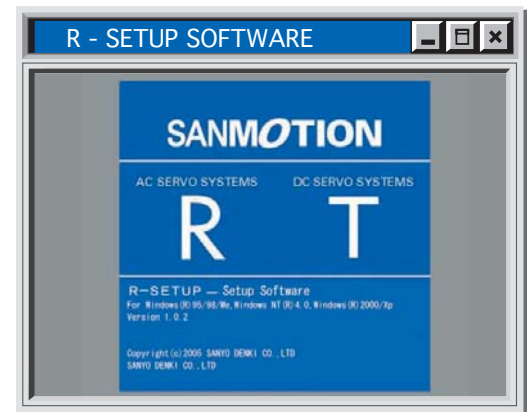 R - SETUP SOFTWARE
SANMOTION
AC SERVO SYSTEMS DC SERVO SYSTEMS
R T
R-SETUP — Setup Software
For Windows(R)95/98/Me, Windows NT(R)4.0, Windows(R)2000/Xp
Version 1.0.2
Copyright(c)2005 SANYO DENKI CO.,LTD
SANYO DENKI CO.,LTD